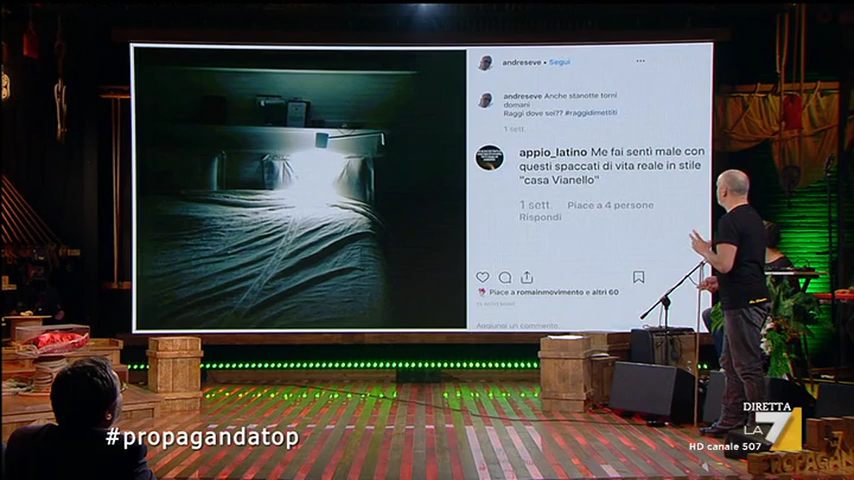 andreseve • Segui
andreseve Anche stanotte torni
domani
Raggi dove sei?? #raggidimettiti
1 sett
appio_latino Me fai sentì male con
questi spaccati di vita reale in stile
"casa Vianello"
1 sett. Piace a 4 persone
Rispondi
Piace a romainmovimento e altri 60
Aggiungi un commento
#propagandatop
DIRETTA
LA 7
HD canale 507
PROPAGAN